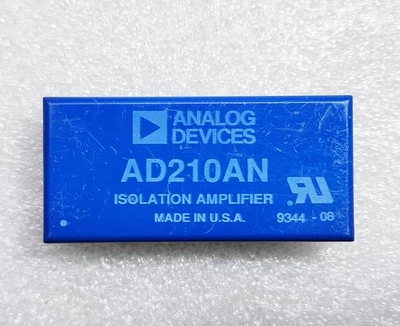 ANALOG
DEVICES
AD210AN
ISOLATION AMPLIFIER
MADE IN U.S.A.
9344 - 08